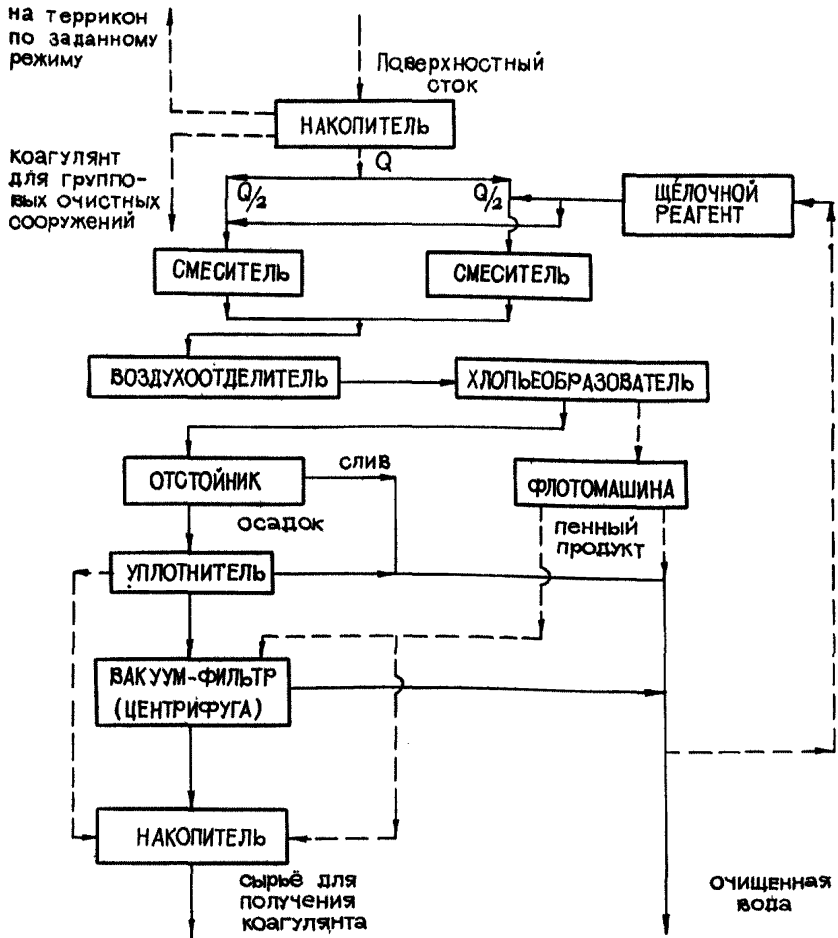 на террикон
по заданному
режиму
Поверхностный
сток
НАКОПИТЕЛЬ
коагулянт
для группо-
вых очистных
сооружений
Q
Q/2
Q/2
ЩЁЛОЧНОЙ
РЕАГЕНТ
СМЕСИТЕЛЬ
СМЕСИТЕЛЬ
ВОЗДУХООТДЕЛИТЕЛЬ
ХЛОПЬЕОБРАЗОВАТЕЛЬ
ОТСТОЙНИК
слив
ФЛОТОМАШИНА
осадок
пенный
продукт
УПЛОТНИТЕЛЬ
ВАКУУМ-ФИЛЬТР
(ЦЕНТРИФУГА)
НАКОПИТЕЛЬ
сырьё для
получения
коагулянта
очищенная
вода